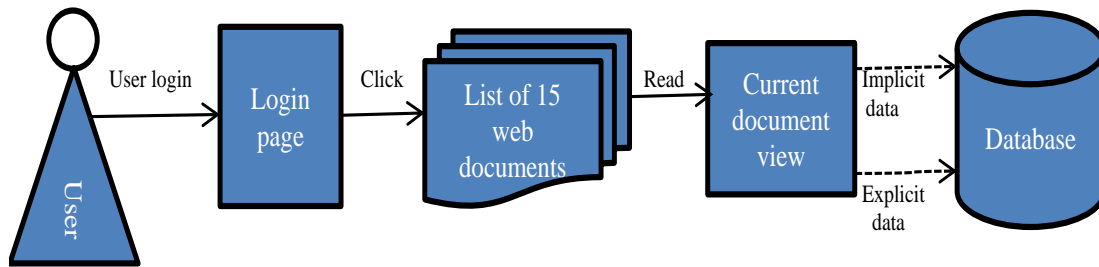 User
User login
Login
page
Click
List of 15
web
documents
Read
Current
document
view
Implicit
data
Explicit
data
Database